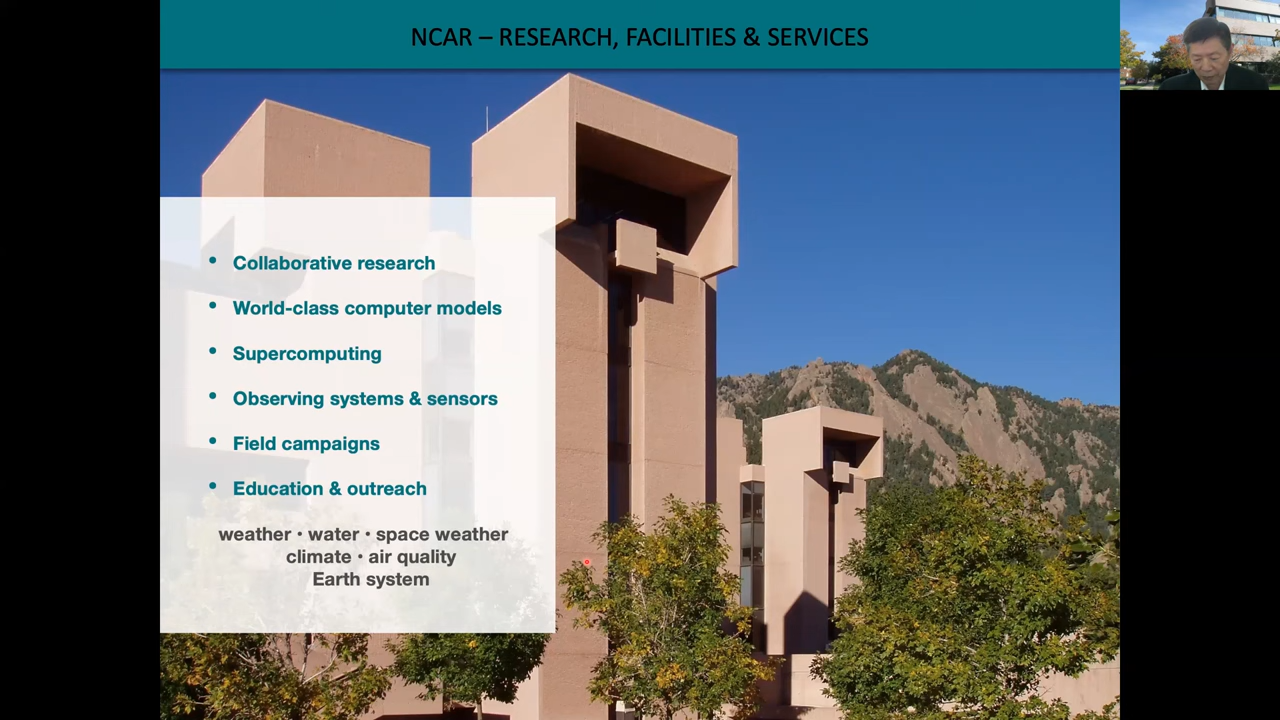 NCAR – RESEARCH, FACILITIES & SERVICES
• Collaborative research
• World-class computer models
• Supercomputing
• Observing systems & sensors
• Field campaigns
• Education & outreach
weather • water • space weather
climate • air quality
Earth system